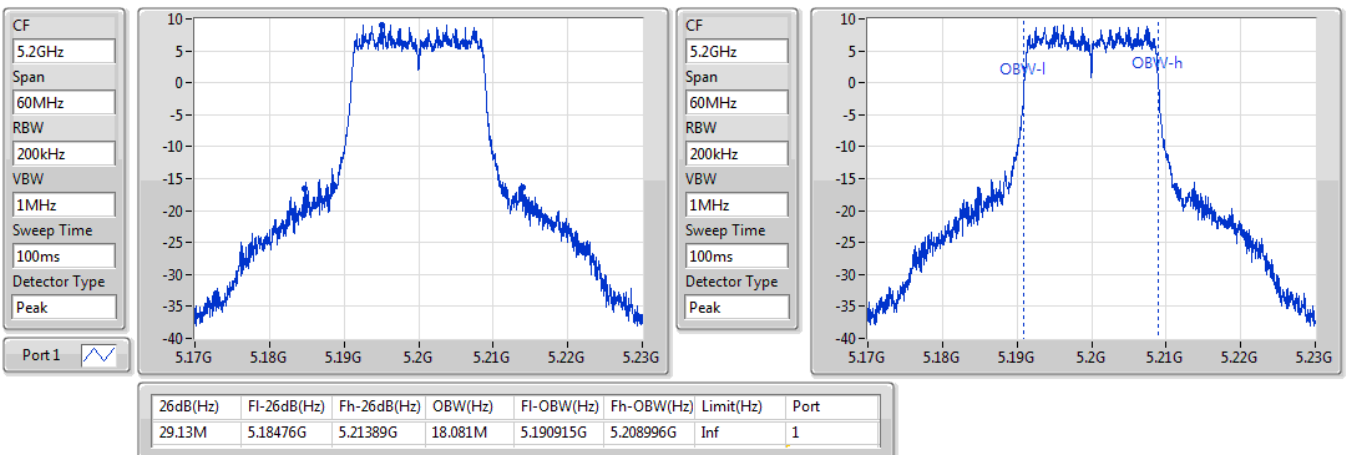 CF
5.2GHz
Span
60MHz
RBW
200kHz
VBW
1MHz
Sweep Time
100ms
Detector Type
Peak
Port 1
10
5
0
-5
-10
-15
-20
-25
-30
-35
-40
5.17G 5.18G 5.19G 5.2G 5.21G 5.22G 5.23G
CF
5.2GHz
Span
60MHz
RBW
200kHz
VBW
1MHz
Sweep Time
100ms
Detector Type
Peak
10
5
0
-5
-10
-15
-20
-25
-30
-35
-40
OBW-l
OBW-h
5.17G 5.18G 5.19G 5.2G 5.21G 5.22G 5.23G
26dB(Hz) Fl-26dB(Hz) Fh-26dB(Hz) OBW(Hz) Fl-OBW(Hz) Fh-OBW(Hz) Limit(Hz) Port
29.13M 5.18476G 5.21389G 18.081M 5.190915G 5.208996G Inf 1